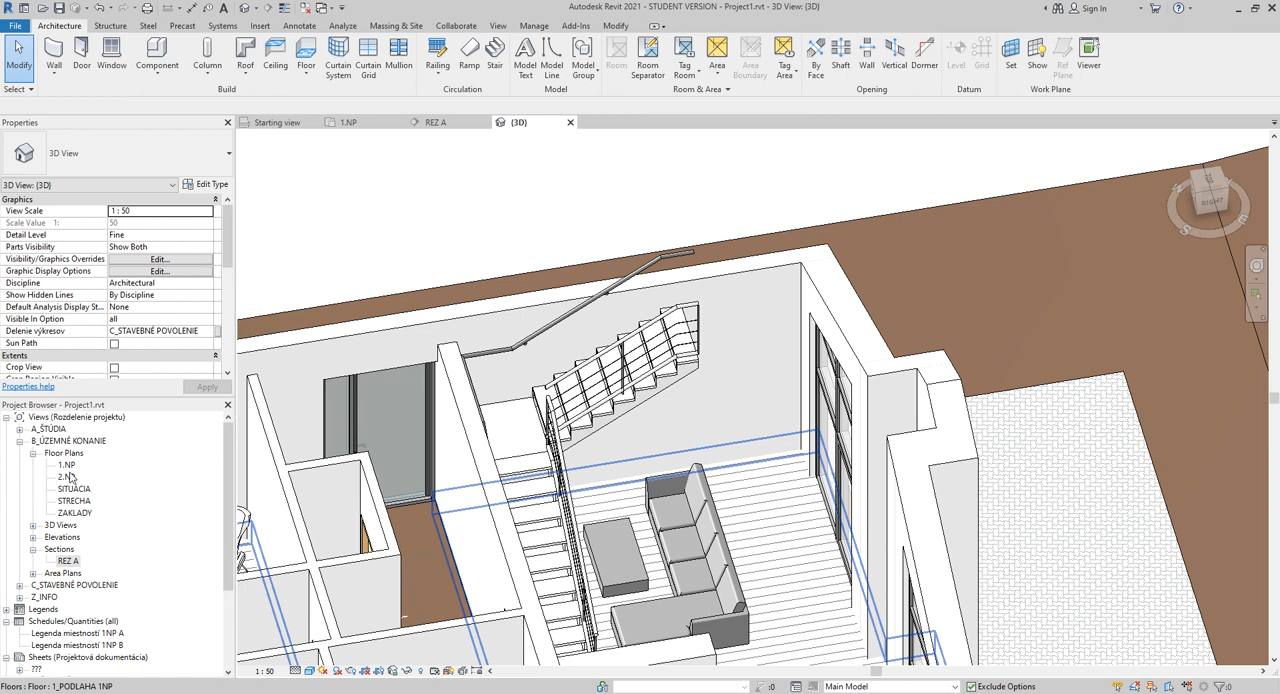 Autodesk Revit 2021 - STUDENT VERSION - Project1.rvt - 3D View: {3D}
Sign In
File Architecture Structure Steel Precast Systems Insert Annotate Analyze Massing & Site Collaborate View Manage Add-Ins Modify
Modify Wall Door Window Component Column Roof Ceiling Floor Curtain System Curtain Grid Mullion Railing Ramp Stair Model Text Model Line Model Group Room Room Separator Tag Room Area Area Boundary Tag Area By Face Shaft Wall Vertical Dormer Level Grid Set Show Ref Plane Viewer
Select Build Circulation Model Room & Area Opening Datum Work Plane
Properties
Starting view 1.NP REZ A {3D}
3D View
3D View: {3D} Edit Type
Graphics
View Scale 1 : 50
Scale Value 1: 50
Detail Level Fine
Parts Visibility Show Both
Visibility/Graphics Overrides Edit...
Graphic Display Options Edit...
Discipline Architectural
Show Hidden Lines By Discipline
Default Analysis Display St... None
Visible In Option all
Delenie výkresov C_STAVEBNÉ POVOLENIE
Sun Path
Extents
Crop View
Properties help Apply
Project Browser - Project1.rvt
Views (Rozdelenie projektu)
A_ŠTÚDIA
B_ÚZEMNÉ KONANIE
Floor Plans
1.NP
2.NP
SITUÁCIA
STRECHA
ZÁKLADY
3D Views
Elevations
Sections
REZ A
Area Plans
C_STAVEBNÉ POVOLENIE
Z_INFO
Legends
Schedules/Quantities (all)
Legenda miestností 1NP A
Legenda miestností 1NP B
Sheets (Projektová dokumentácia)
???
RIGHT
S
E
1 : 50
Floors : Floor : 1_PODLAHA 1NP
:0 Main Model Exclude Options :0